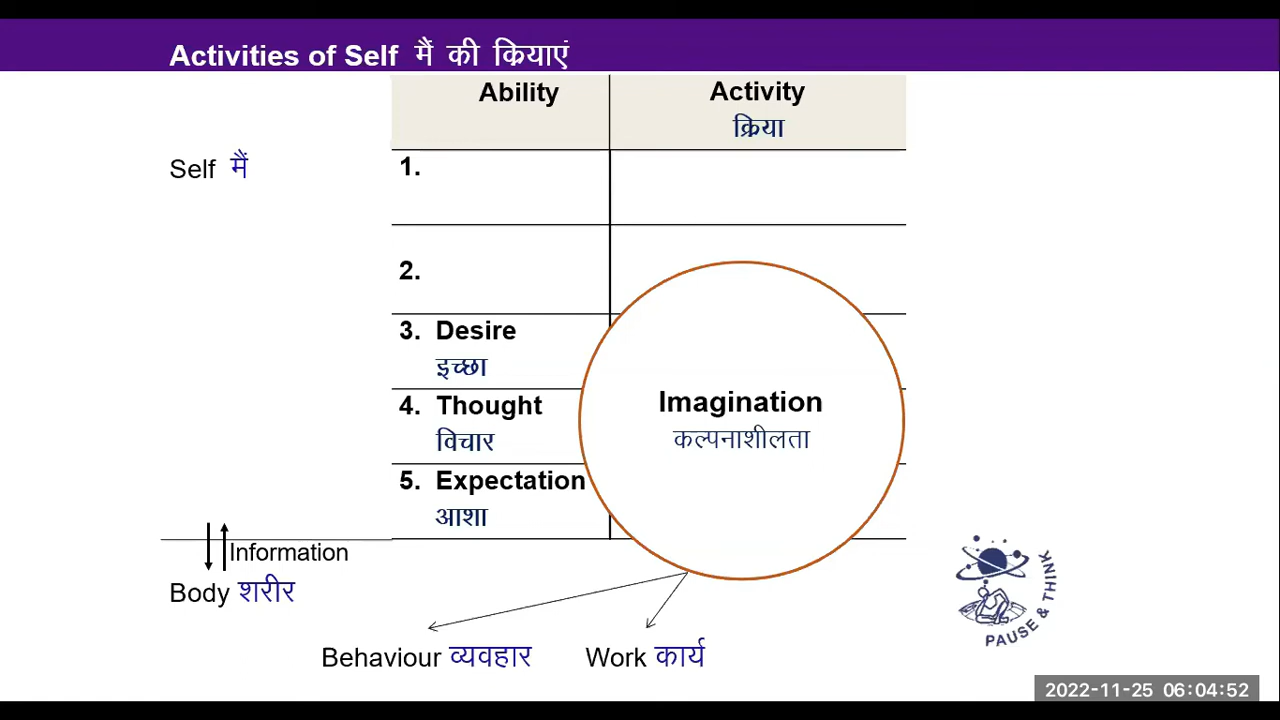 Activities of Self मैं की क्रियाएं
Ability
Activity
क्रिया
Self मैं
1.
2.
3. Desire
इच्छा
4. Thought
विचार
5. Expectation
आशा
Imagination
कल्पनाशीलता
Information
Body शरीर
Behaviour व्यवहार
Work कार्य
PAUSE & THINK
2022-11-25 06:04:52